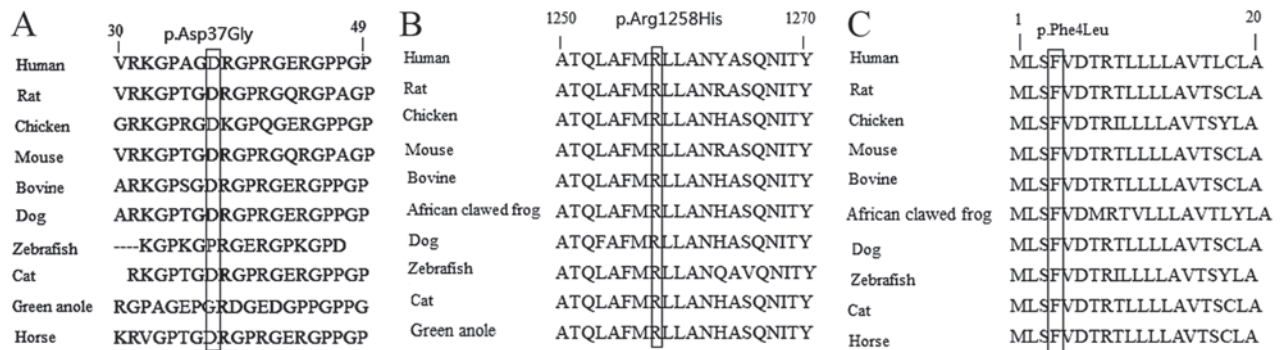 A
p.Asp37Gly
30 49
Human VRKGPAGDRGPRGERGPPGP
Rat VRKGPTGDRGPRGQRGPAGP
Chicken GRKGPRGDKGPQGERGPPGP
Mouse VRKGPTGDRGPRGQRGPAGP
Bovine ARKGPSGDRGPRGERGPPGP
Dog ARKGPTGDRGPRGERGPPGP
Zebrafish ----KGPKGPRGERGPKGPD
Cat RKGPTGDRGPRGERGPPGP
Green anole RGPAGEPGRDGEDGPPGPPG
Horse KRVGPTGDRGPRGERGPPGP
B
p.Arg1258His
1250 1270
Human ATQLAFMRLLANYASQNITY
Rat ATQLAFMRLLANRASQNITY
Chicken ATQLAFMRLLANHASQNITY
Mouse ATQLAFMRLLANRASQNITY
Bovine ATQLAFMRLLANHASQNITY
African clawed frog ATQLAFMRLLANHASQNITY
Dog ATQFAFMRLLANHASQNITY
Zebrafish ATQLAFMRLLANQAVQNITY
Cat ATQLAFMRLLANHASQNITY
Green anole ATQLAFMRLLANHASQNITY
C
1 20
p.Phe4Leu
Human MLSFVDTRTLLLLAVTLCLA
Rat MLSFVDTRTLLLLAVTSCLA
Chicken MLSFVDTRILLLLAVTSYLA
Mouse MLSFVDTRTLLLLAVTSCLA
Bovine MLSFVDTRTLLLLAVTSCLA
African clawed frog MLSFVDMRTVLLLAVTLYLA
Dog MLSFVDTRTLLLLAVTSCLA
Zebrafish MLSFVDTRILLLLAVTSYLA
Cat MLSFVDTRTLLLLAVTSCLA
Horse MLSFVDTRTLLLLAVTSCLA